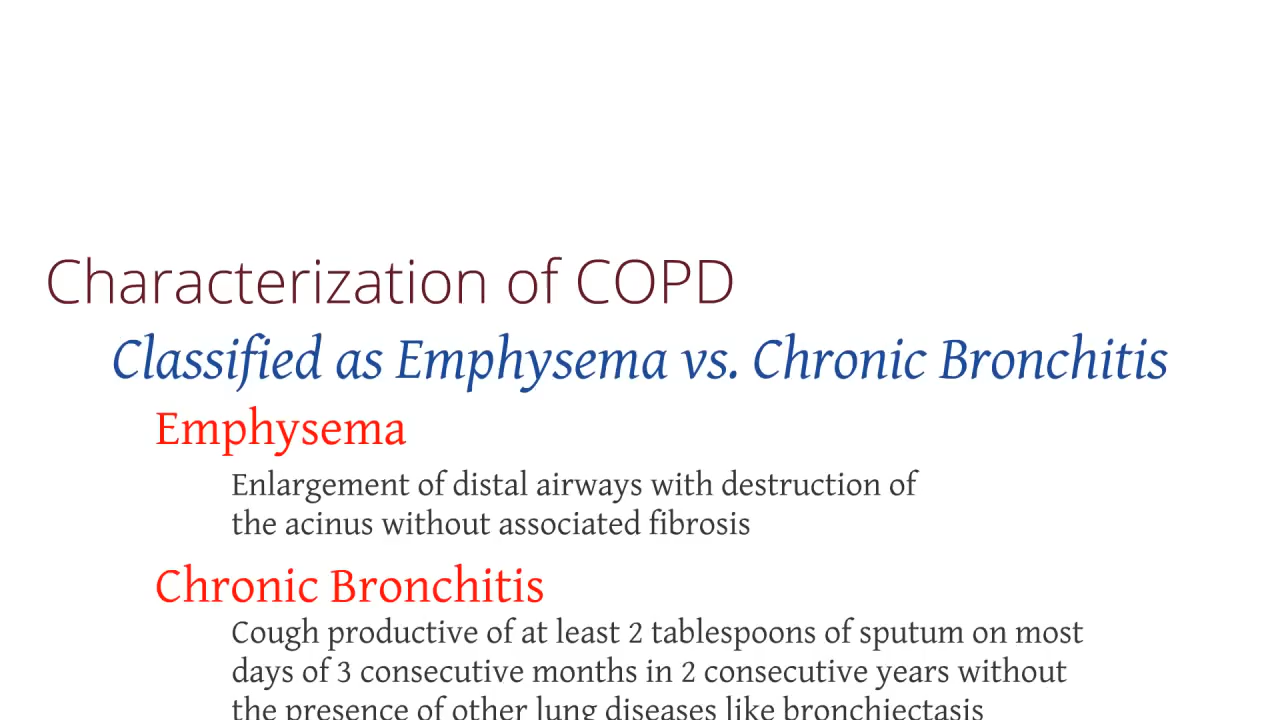 Characterization of COPD
Classified as Emphysema vs. Chronic Bronchitis
Emphysema
Enlargement of distal airways with destruction of
the acinus without associated fibrosis
Chronic Bronchitis
Cough productive of at least 2 tablespoons of sputum on most
days of 3 consecutive months in 2 consecutive years without
the presence of other lung diseases like bronchiectasis